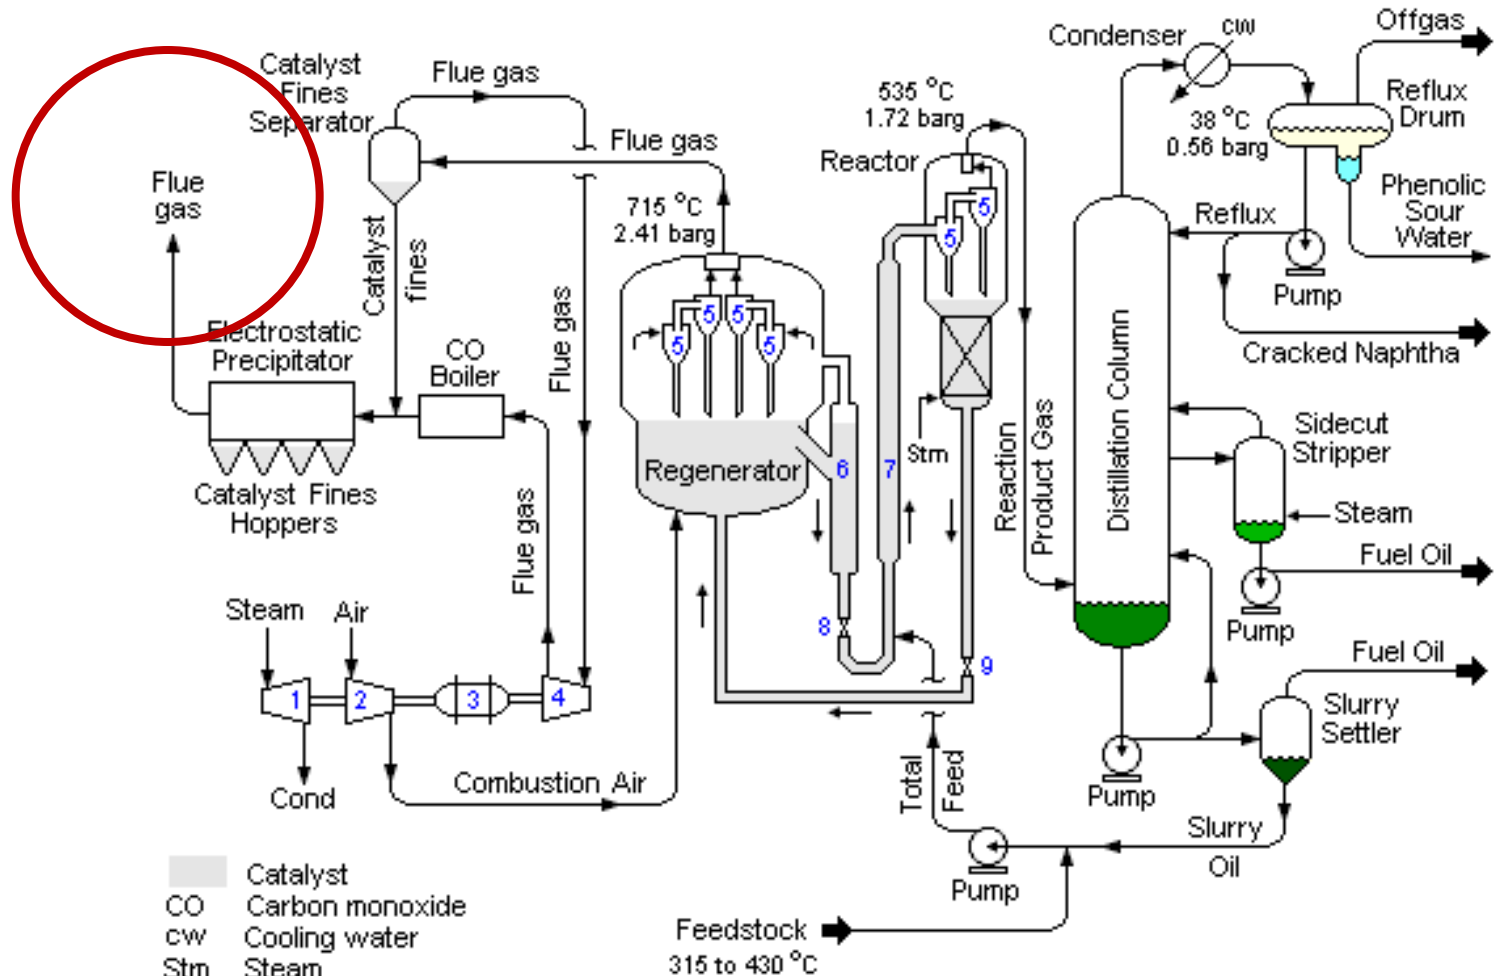 Offgas
CW
Condenser
Catalyst
Fines
Separator
Flue gas
535 °C
1.72 barg
Reflux
Drum
38 °C
0.56 barg
Flue gas
Reactor
Flue
gas
Phenolic
Sour
Water
715 °C
2.41 barg
Reflux
5
5
Catalyst
fines
Pump
5
5
5
5
Electrostatic
Precipitator
CO
Boiler
Flue gas
Cracked Naphtha
Distillation Column
Sidecut
Stripper
Stm
Regenerator
6
7
Reaction
Product Gas
Catalyst Fines
Hoppers
Flue gas
Steam
Fuel Oil
Steam
Air
8
Pump
Fuel Oil
9
1
2
3
4
Slurry
Settler
Combustion Air
Cond
Total
Feed
Pump
Slurry
Oil
Pump
Catalyst
CO Carbon monoxide
CW Cooling water
Stm Steam
Feedstock
315 to 430 °C